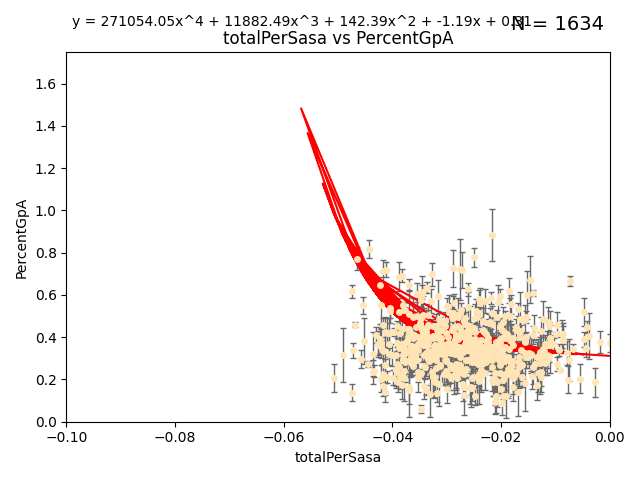 y = 271054.05x^4 + 11882.49x^3 + 142.39x^2 + -1.19x + 0.31
N = 1634
totalPerSasa vs PercentGpA
PercentGpA
1.6
1.4
1.2
1.0
0.8
0.6
0.4
0.2
0.0
−0.10 −0.08 −0.06 −0.04 −0.02 0.00
totalPerSasa